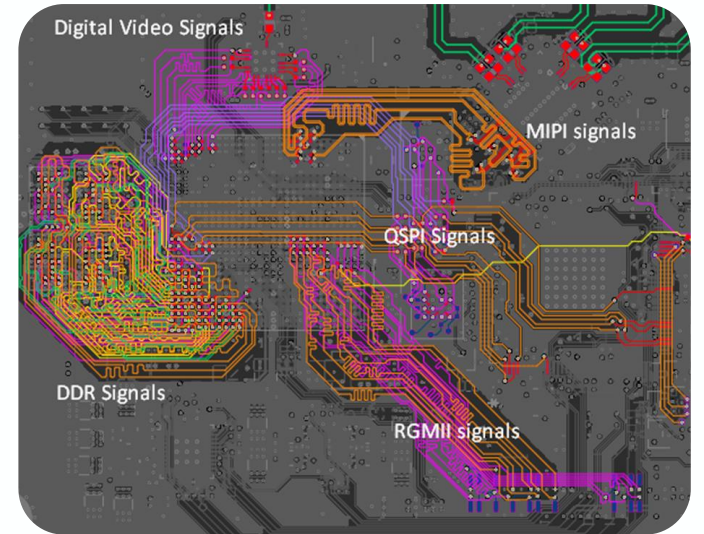 Digital Video Signals
MIPI signals
QSPI Signals
DDR Signals
RGMII signals